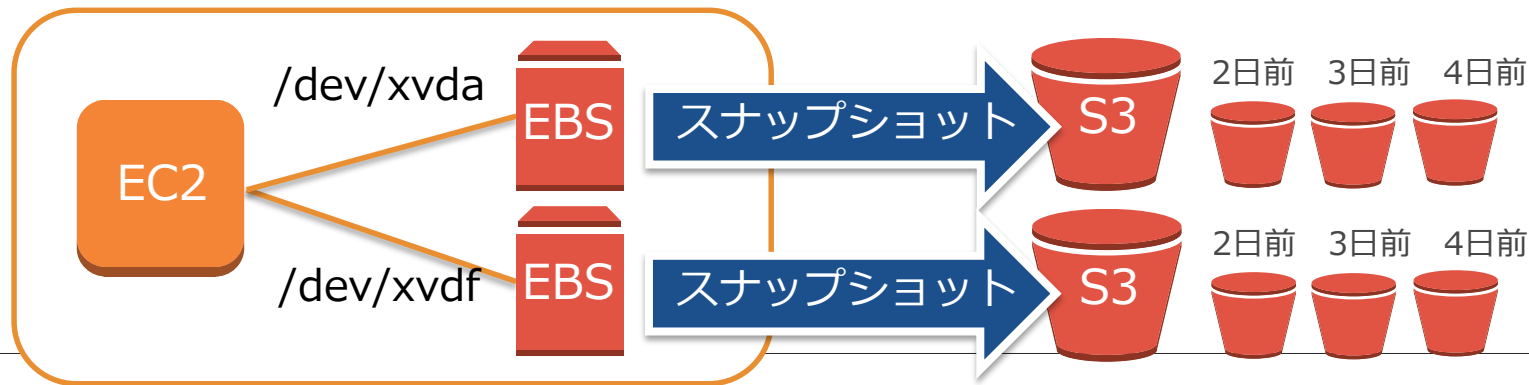 /dev/xvda
EC2
/dev/xvdf
EBS
スナップショット
S3
2日前 3日前 4日前
EBS
スナップショット
S3
2日前 3日前 4日前